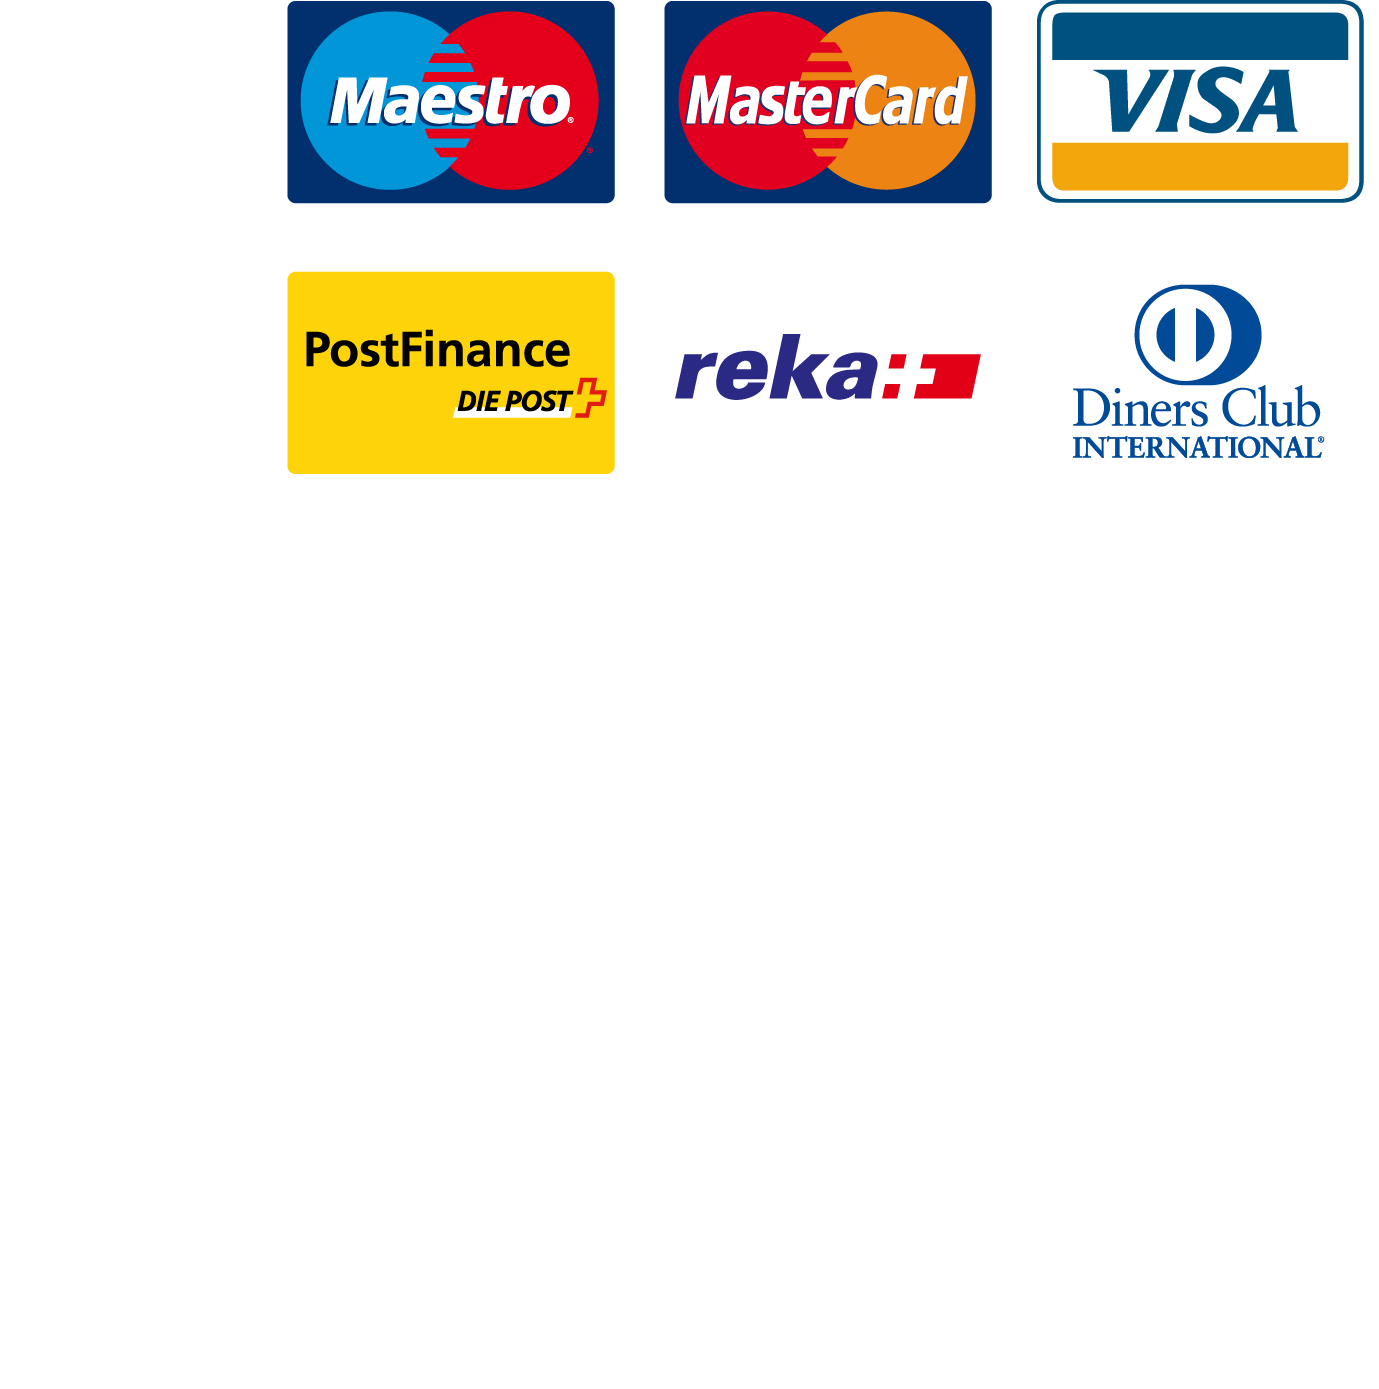 Maestro®
®
MasterCard
VISA
PostFinance
DIE POST
reka
Diners Club
INTERNATIONAL®